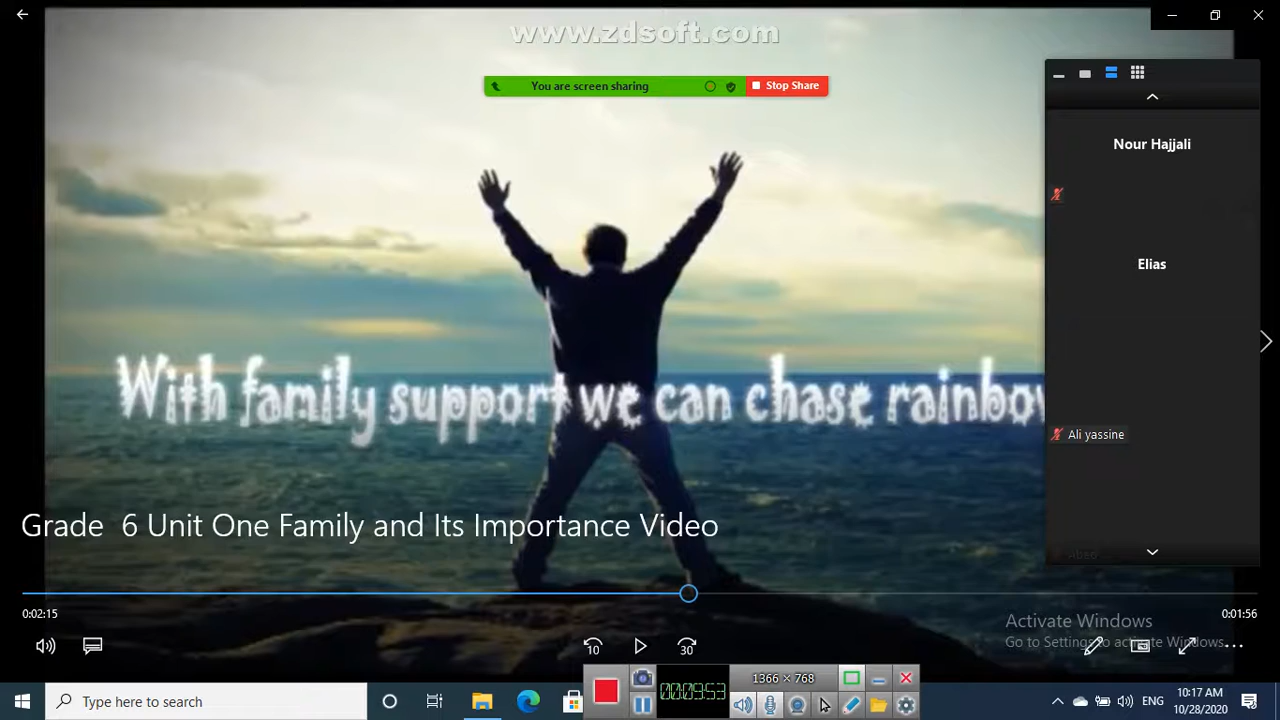 www.zdsoft.com
You are screen sharing
Stop Share
Nour Hajjali
Elias
With family support we can chase rainbow
Ali yassine
Grade 6 Unit One Family and Its Importance Video
0:02:15
0:01:56
Activate Windows
Go to Settings to activate Windows.
10
30
1366 × 768
Type here to search
ENG
10:17 AM
10/28/2020